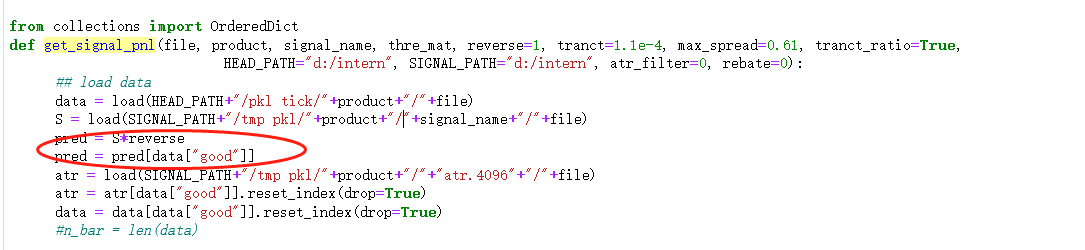 from collections import OrderedDict
def get_signal_pnl(file, product, signal_name, thre_mat, reverse=1, tranct=1.1e-4, max_spread=0.61, tranct_ratio=True,
HEAD_PATH="d:/intern", SIGNAL_PATH="d:/intern", atr_filter=0, rebate=0):
## load data
data = load(HEAD_PATH+"/pkl tick/"+product+"/"+file)
S = load(SIGNAL_PATH+"/tmp pkl/"+product+"/"+signal_name+"/"+file)
pred = S*reverse
pred = pred[data["good"]]
atr = load(SIGNAL_PATH+"/tmp pkl/"+product+"/"+"atr.4096"+"/"+file)
atr = atr[data["good"]].reset_index(drop=True)
data = data[data["good"]].reset_index(drop=True)
#n_bar = len(data)